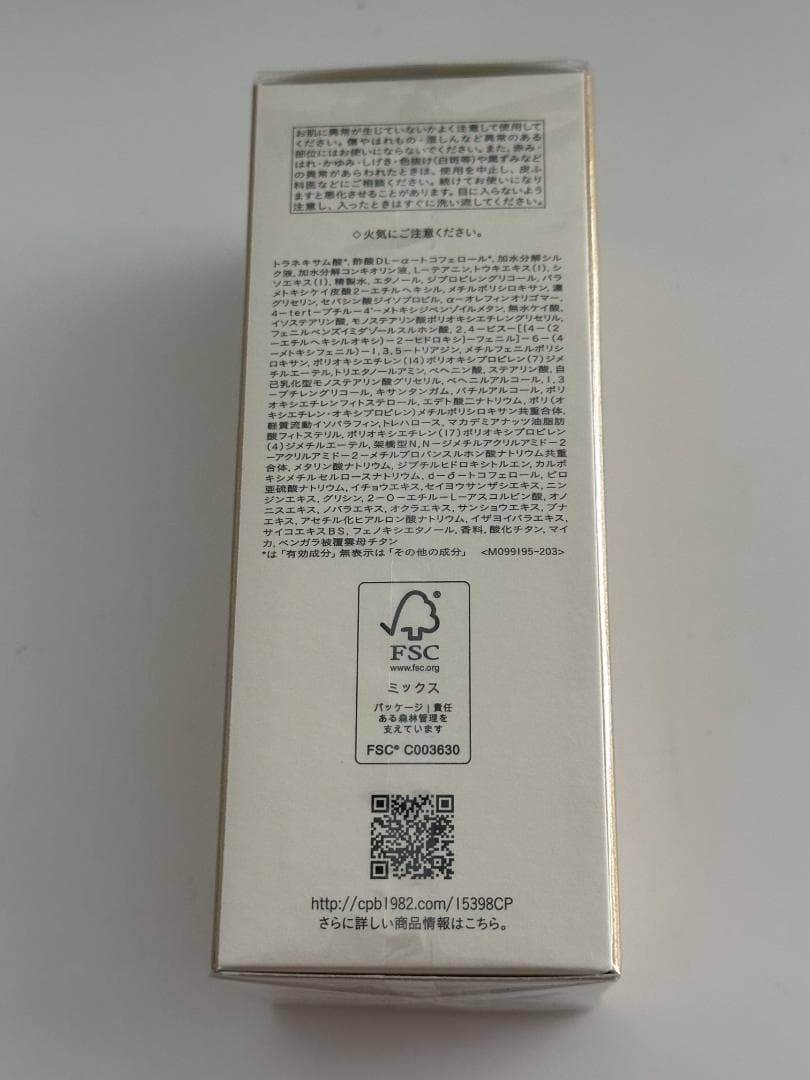 お肌に異常が生じていないかよく注意して使用して
ください。傷やはれもの・湿しんなど異常のある
部位にはお使いにならないでください。また、赤み・
はれ・かゆみ・しげき・色抜け(白斑等)や黒ずみなど
の異常があらわれたときは、使用を中止し、皮ふ
科医などにご相談ください。続けてお使いになり
ますと悪化させることがあります。目に入らないよう
注意し、入ったときはすぐに洗い流してください。
◇火気にご注意ください。
トラネキサム酸*,酢酸DL-α-トコフェロール*,加水分解シル
ク液,加水分解コンキオリン液,L-テアニン,トウキエキス(1),シ
ソエキス(1),精製水,エタノール,ジプロピレングリコール,パラ
メトキシケイ皮酸2-エチルヘキシル,メチルポリシロキサン,濃
グリセリン,セバシン酸ジイソプロピル,α-オレフィンオリゴマー,
4-tert-ブチル-4'-メトキシジベンゾイルメタン,無水ケイ酸,
イソステアリン酸,モノステアリン酸ポリオキシエチレングリセリル,
フェニルベンズイミダゾールスルホン酸,2,4-ビス-[{4-(2
-エチルヘキシルオキシ)-2-ヒドロキシ}-フェニル]-6-(4
-メトキシフェニル)-1,3,5-トリアジン,メチルフェニルポリシ
ロキサン,ポリオキシエチレン(14)ポリオキシプロピレン(7)ジメ
チルエーテル,トリエタノールアミン,ベヘニン酸,ステアリン酸,自
己乳化型モノステアリン酸グリセリル,ベヘニルアルコール,1,3
-ブチレングリコール,キサンタンガム,バチルアルコール,ポリ
オキシエチレンフィトステロール,エデト酸二ナトリウム,ポリ(オ
キシエチレン・オキシプロピレン)メチルポリシロキサン共重合体,
軽質流動イソパラフィン,トレハロース,マカデミアナッツ油脂肪
酸フィトステリル,ポリオキシエチレン(17)ポリオキシプロピレン
(4)ジメチルエーテル,架橋型N,N-ジメチルアクリルアミド-2
-アクリルアミド-2-メチルプロパンスルホン酸ナトリウム共重
合体,メタリン酸ナトリウム,ジブチルヒドロキシトルエン,カルボ
キシメチルセルロースナトリウム,d-δ-トコフェロール,ピロ
亜硫酸ナトリウム,イチョウエキス,セイヨウサンザシエキス,ニン
ジンエキス,グリシン,2-O-エチル-L-アスコルビン酸,オノ
ニスエキス,ノバラエキス,オクラエキス,サンショウエキス,ブナ
エキス,アセチル化ヒアルロン酸ナトリウム,イザヨイバラエキス,
サイコエキスBS,フェノキシエタノール,香料,酸化チタン,マイ
カ,ベンガラ被覆雲母チタン
*は「有効成分」無表示は「その他の成分」 <M099195-203>
FSC
www.fsc.org
ミックス
パッケージ|責任
ある森林管理を
支えています
FSC® C003630
http://cpb1982.com/15398CP
さらに詳しい商品情報はこちら。